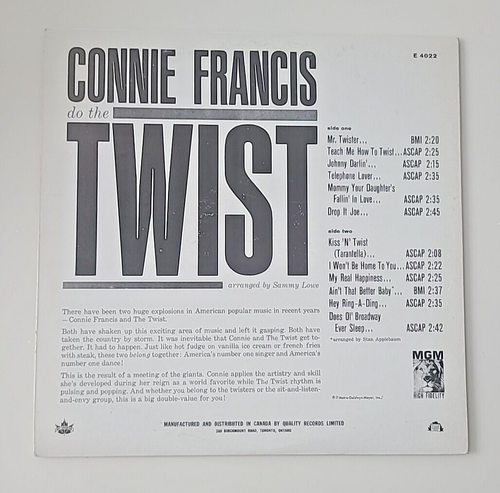 E 4022
CONNIE FRANCIS
do the
TWIST
arranged by Sammy Lowe
There have been two huge explosions in American popular music in recent years
— Connie Francis and The Twist.
Both have shaken up this exciting area of music and left it gasping. Both have
taken the country by storm. It was inevitable that Connie and The Twist get to-
gether. It had to happen. Just like hot fudge on vanilla ice cream or french fries
with steak, these two belong together: America's number one singer and America's
number one dance!
This is the result of a meeting of the giants. Connie applies the artistry and skill
she's developed during her reign as a world favorite while The Twist rhythm is
pulsing and popping. And whether you belong to the twisters or the sit-and-listen-
and-envy group, this is a big double-value for you!
side one
Mr. Twister... BMI 2:20
Teach Me How To Twist... ASCAP 2:25
Johnny Darlin'... ASCAP 2:15
Telephone Lover... ASCAP 2:35
Mommy Your Daughter's
Fallin' In Love... ASCAP 2:35
Drop It Joe... ASCAP 2:45
side two
Kiss 'N' Twist
(Tarantella)... ASCAP 2:08
I Won't Be Home To You... ASCAP 2:22
My Real Happiness... ASCAP 2:25
Ain't That Better Baby*... BMI 2:37
Hey Ring-A-Ding... ASCAP 2:35
Does Ol' Broadway
Ever Sleep... ASCAP 2:42
*arranged by Stan Applebaum
MGM
HIGH FIDELITY
MANUFACTURED AND DISTRIBUTED IN CANADA BY QUALITY RECORDS LIMITED
380 BIRCHMOUNT ROAD, TORONTO, ONTARIO